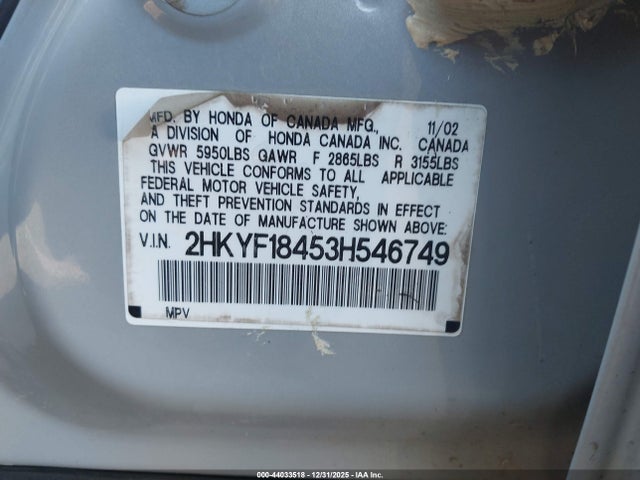 MFD. BY HONDA OF CANADA MFG., 11/02
A DIVISION OF HONDA CANADA INC. CANADA
GVWR 5950LBS GAWR F 2865LBS R 3155LBS
THIS VEHICLE CONFORMS TO ALL APPLICABLE
FEDERAL MOTOR VEHICLE SAFETY,
AND THEFT PREVENTION STANDARDS IN EFFECT
ON THE DATE OF MANUFACTURE SHOWN ABOVE:
V.I.N. 2HKYF18453H546749
MPV
000-44033518 - 12/31/2025 - IAA Inc.